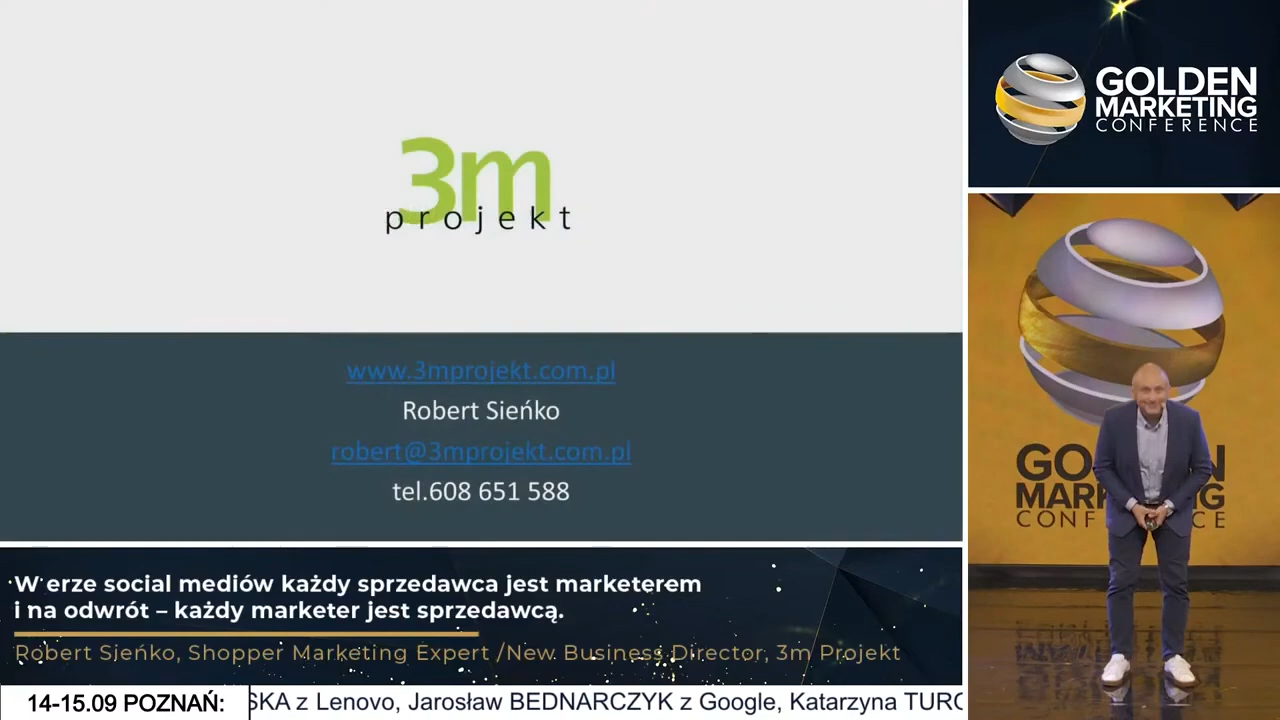 3m
projekt
www.3mprojekt.com.pl
Robert Sieńko
robert@3mprojekt.com.pl
tel.608 651 588
W erze social mediów każdy sprzedawca jest marketerem
i na odwrót – każdy marketer jest sprzedawcą.
Robert Sieńko, Shopper Marketing Expert /New Business Director, 3m Projekt
14-15.09 POZNAŃ:
SKA z Lenovo, Jarosław BEDNARCZYK z Google, Katarzyna
GOLDEN
MARKETING
CONFERENCE